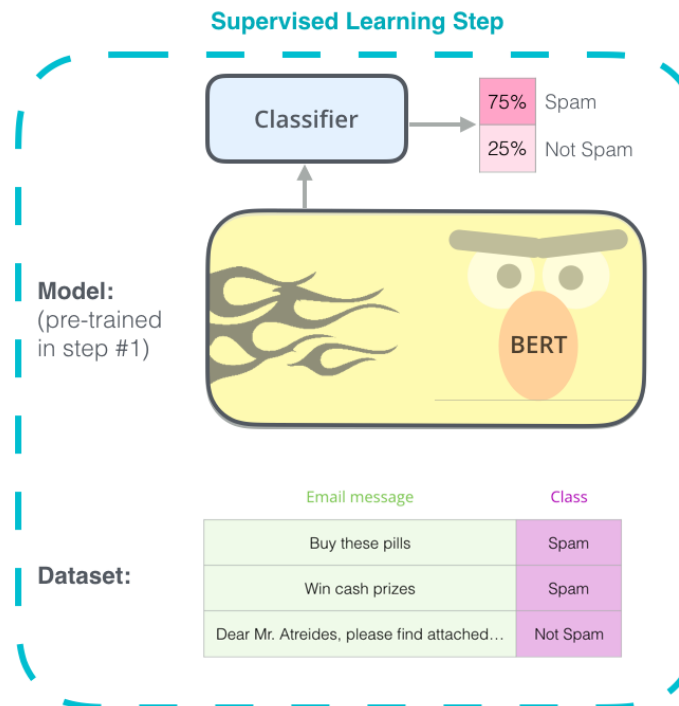 Supervised Learning Step
Classifier
75% Spam
25% Not Spam
Model:
(pre-trained
in step #1)
BERT
Email message Class
Dataset:
Buy these pills Spam
Win cash prizes Spam
Dear Mr. Atreides, please find attached… Not Spam